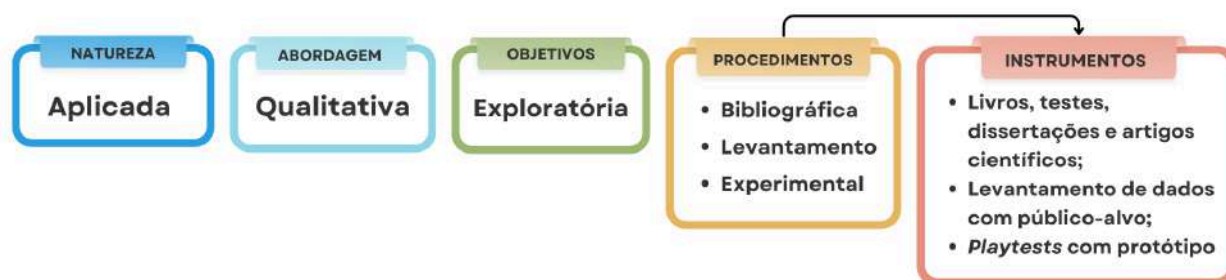 NATUREZA
Aplicada
ABORDAGEM
Qualitativa
OBJETIVOS
Exploratória
PROCEDIMENTOS
• Bibliográfica
• Levantamento
• Experimental
INSTRUMENTOS
• Livros, testes,
dissertações e artigos
científicos;
• Levantamento de dados
com público-alvo;
• Playtests com protótipo